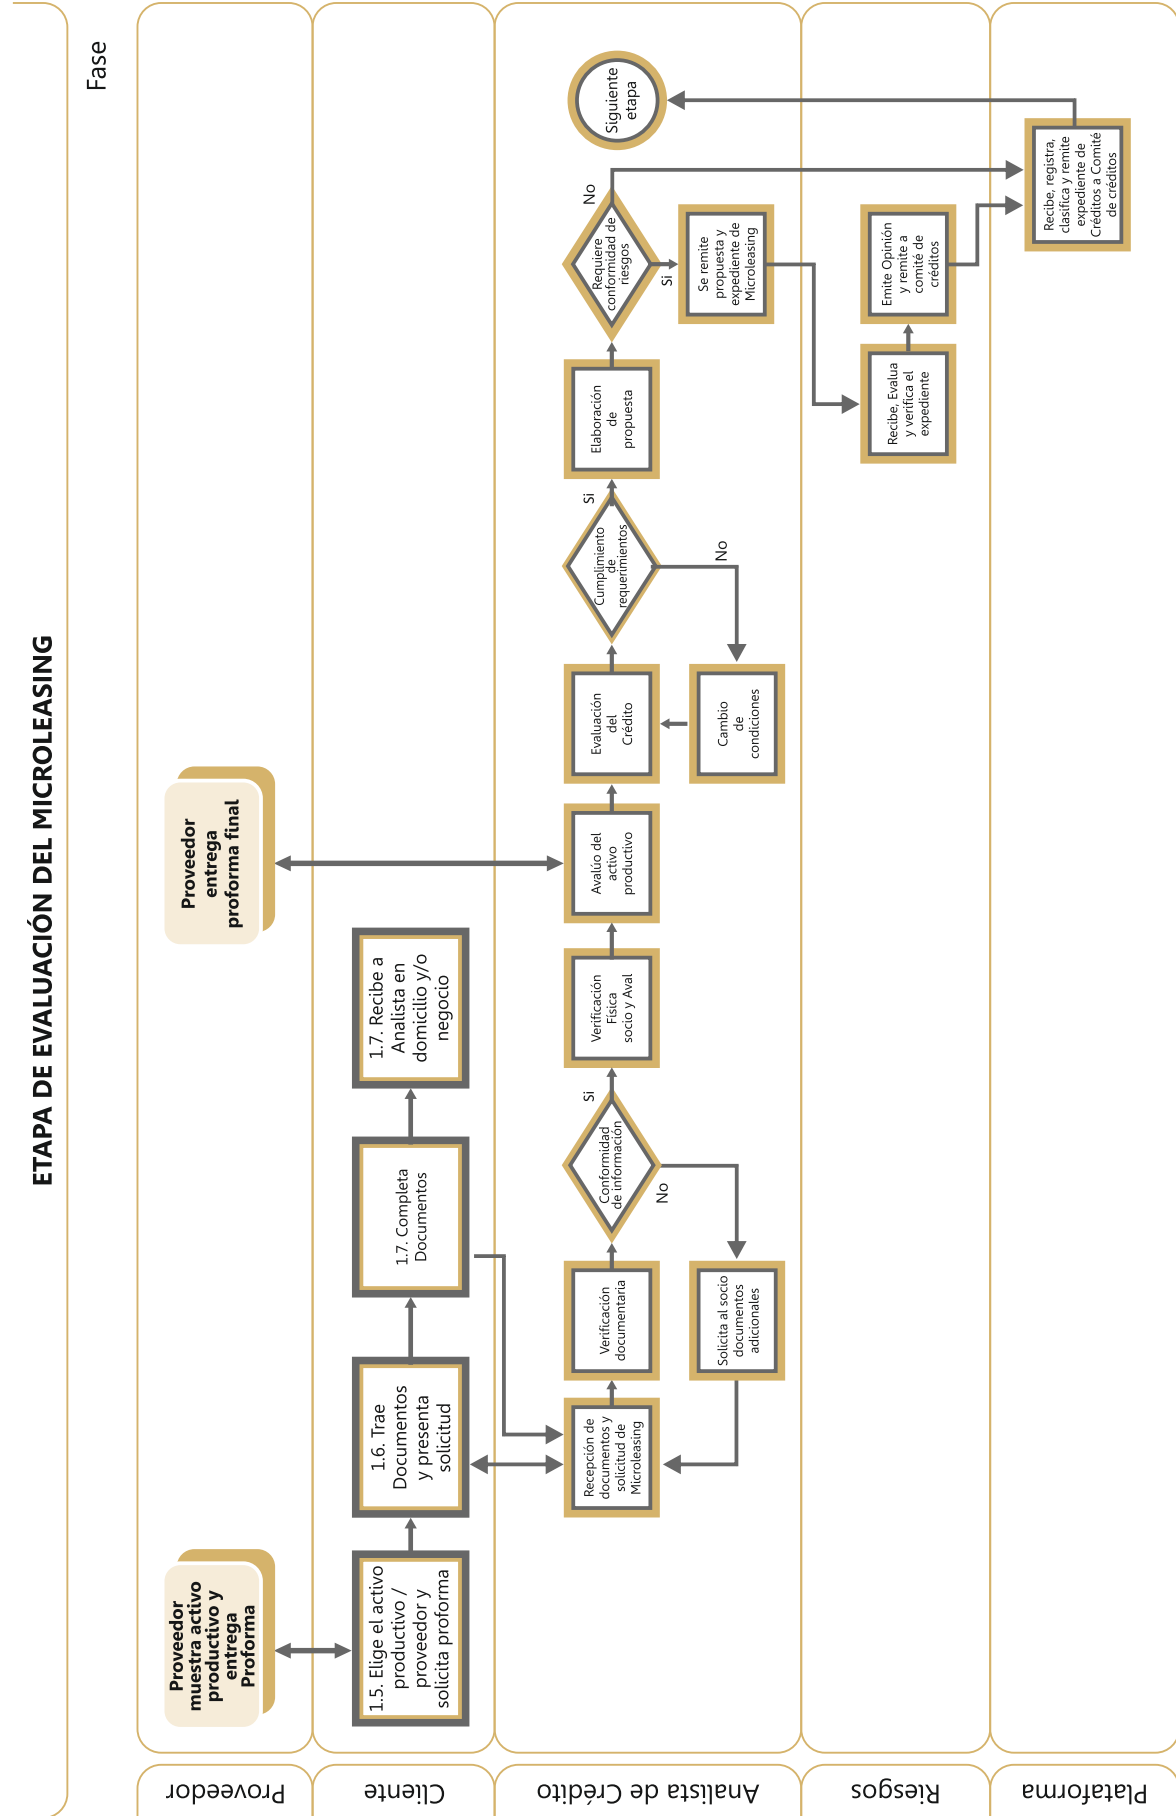 ETAPA DE EVALUACIÓN DEL MICROLEASING
Fase
Proveedor
Proveedor
muestra activo
productivo y
entrega
Proforma
Proveedor
entrega
proforma final
Cliente
1.5. Elige el activo
productivo /
proveedor y
solicita proforma
1.6. Trae
Documentos
y presenta
solicitud
1.7. Completa
Documentos
1.7. Recibe a
Analista en
domicilio y/o
negocio
Analista de Crédito
Recepción de
documentos y
solicitud de
Microleasing
Verificación
documentaria
Conformidad
de información
Si
No
Solicita al socio
documentos
adicionales
Verificación
Física
socio y Aval
Avalúo del
activo
productivo
Evaluación
del
Crédito
Cumplimiento
de
requerimientos
Si
No
Cambio
de
condiciones
Elaboración
de
propuesta
Requiere
conformidad de
riesgos
No
Si
Se remite
propuesta y
expediente de
Microleasing
Siguiente
etapa
Riesgos
Recibe, Evalua
y verifica el
expediente
Emite Opinión
y remite a
comité de
créditos
Plataforma
Recibe, registra,
clasifica y remite
expediente de
Créditos a Comité
de créditos